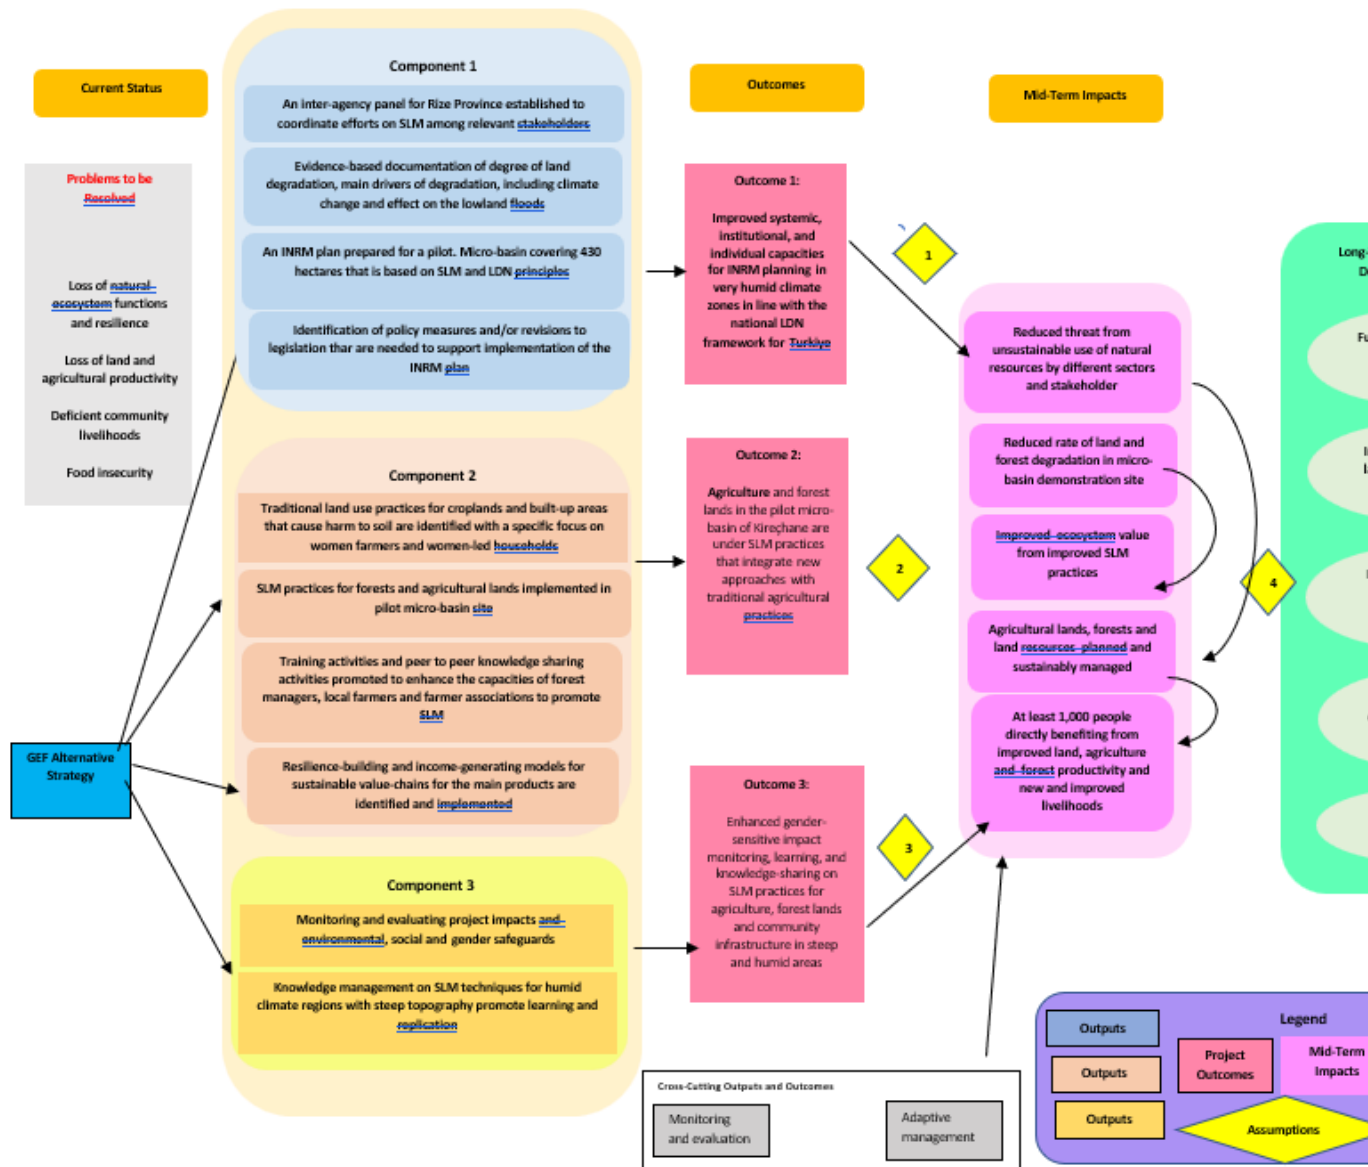 Current Status
Problems to be
Resolved
Loss of natural
ecosystem functions
and resilience
Loss of land and
agricultural productivity
Deficient community
livelihoods
Food insecurity
GEF Alternative
Strategy
Component 1
An inter-agency panel for Rize Province established to
coordinate efforts on SLM among relevant stakeholders
Evidence-based documentation of degree of land
degradation, main drivers of degradation, including climate
change and effect on the lowland floods
An INRM plan prepared for a pilot. Micro-basin covering 430
hectares that is based on SLM and LDN principles
Identification of policy measures and/or revisions to
legislation thar are needed to support implementation of the
INRM plan
Component 2
Traditional land use practices for croplands and built-up areas
that cause harm to soil are identified with a specific focus on
women farmers and women-led households
SLM practices for forests and agricultural lands implemented in
pilot micro-basin site
Training activities and peer to peer knowledge sharing
activities promoted to enhance the capacities of forest
managers, local farmers and farmer associations to promote
SLM
Resilience-building and income-generating models for
sustainable value-chains for the main products are
identified and implemented
Component 3
Monitoring and evaluating project impacts and
environmental, social and gender safeguards
Knowledge management on SLM techniques for humid
climate regions with steep topography promote learning and
replication
Outcomes
Outcome 1:
Improved systemic,
institutional, and
individual capacities
for INRM planning in
very humid climate
zones in line with the
national LDN
framework for Turkiye
Outcome 2:
Agriculture and forest
lands in the pilot micro-
basin of Kireçhane are
under SLM practices
that integrate new
approaches with
traditional agricultural
practices
Outcome 3:
Enhanced gender-
sensitive impact
monitoring, learning, and
knowledge-sharing on
SLM practices for
agriculture, forest lands
and community
infrastructure in steep
and humid areas
1
2
3
Mid-Term Impacts
Reduced threat from
unsustainable use of natural
resources by different sectors
and stakeholder
Reduced rate of land and
forest degradation in micro-
basin demonstration site
Improved ecosystem value
from improved SLM
practices
Agricultural lands, forests and
land resources planned and
sustainably managed
At least 1,000 people
directly benefiting from
improved land, agriculture
and forest productivity and
new and improved
livelihoods
4
Long-
D
Fu
Cross-Cutting Outputs and Outcomes
Monitoring
and evaluation
Adaptive
management
Legend
Outputs
Outputs
Outputs
Project
Outcomes
Mid-Term
Impacts
Assumptions